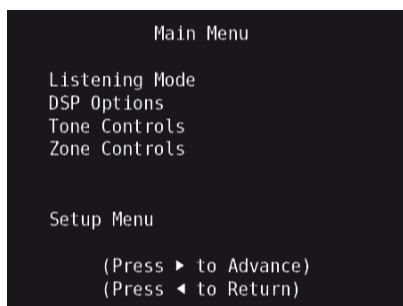 Main Menu
Listening Mode
DSP Options
Tone Controls
Zone Controls
Setup Menu
(Press ▶ to Advance)
(Press ◀ to Return)